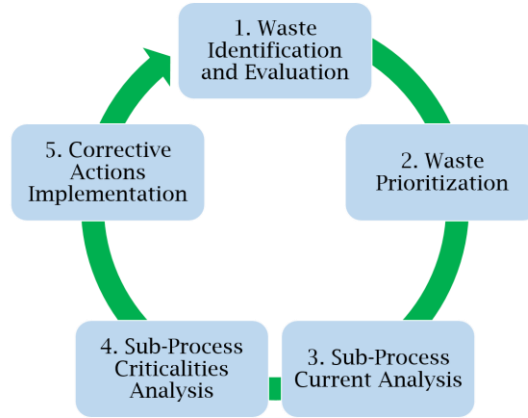 1. Waste
Identification
and Evaluation
2. Waste
Prioritization
3. Sub-Process
Current Analysis
4. Sub-Process
Criticalities
Analysis
5. Corrective
Actions
Implementation